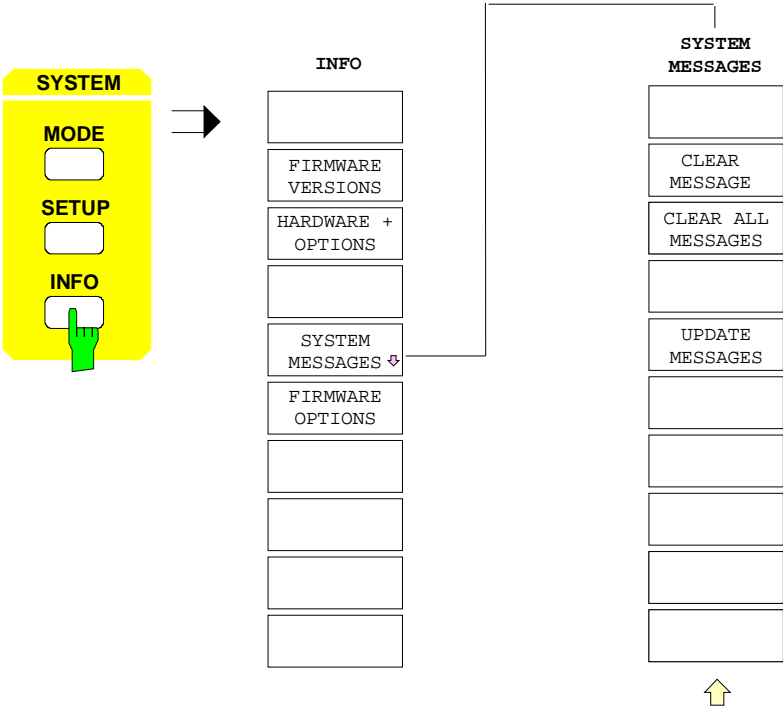 SYSTEM
MODE
SETUP
INFO
INFO
FIRMWARE
VERSIONS
HARDWARE +
OPTIONS
SYSTEM
MESSAGES
FIRMWARE
OPTIONS
SYSTEM
MESSAGES
CLEAR
MESSAGE
CLEAR ALL
MESSAGES
UPDATE
MESSAGES